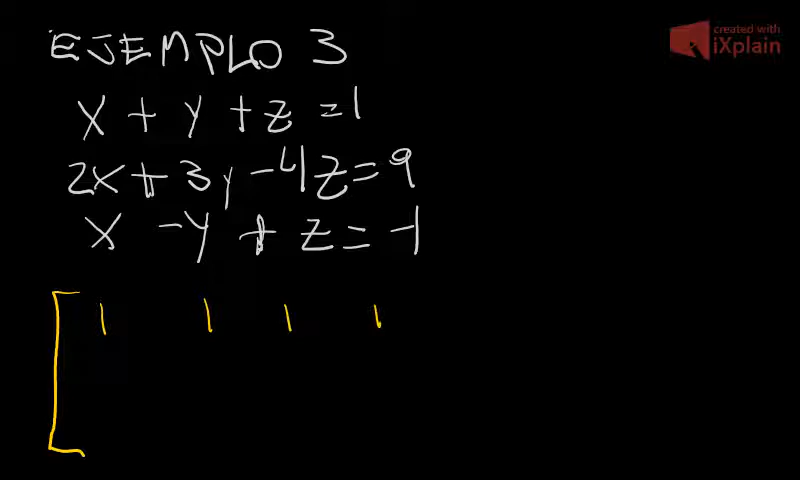 EJEMPLO 3
created with
iXplain
x + y + z = 1
2x + 3y - 4z = 9
x - y + z = -1
[ 1 1 1 1